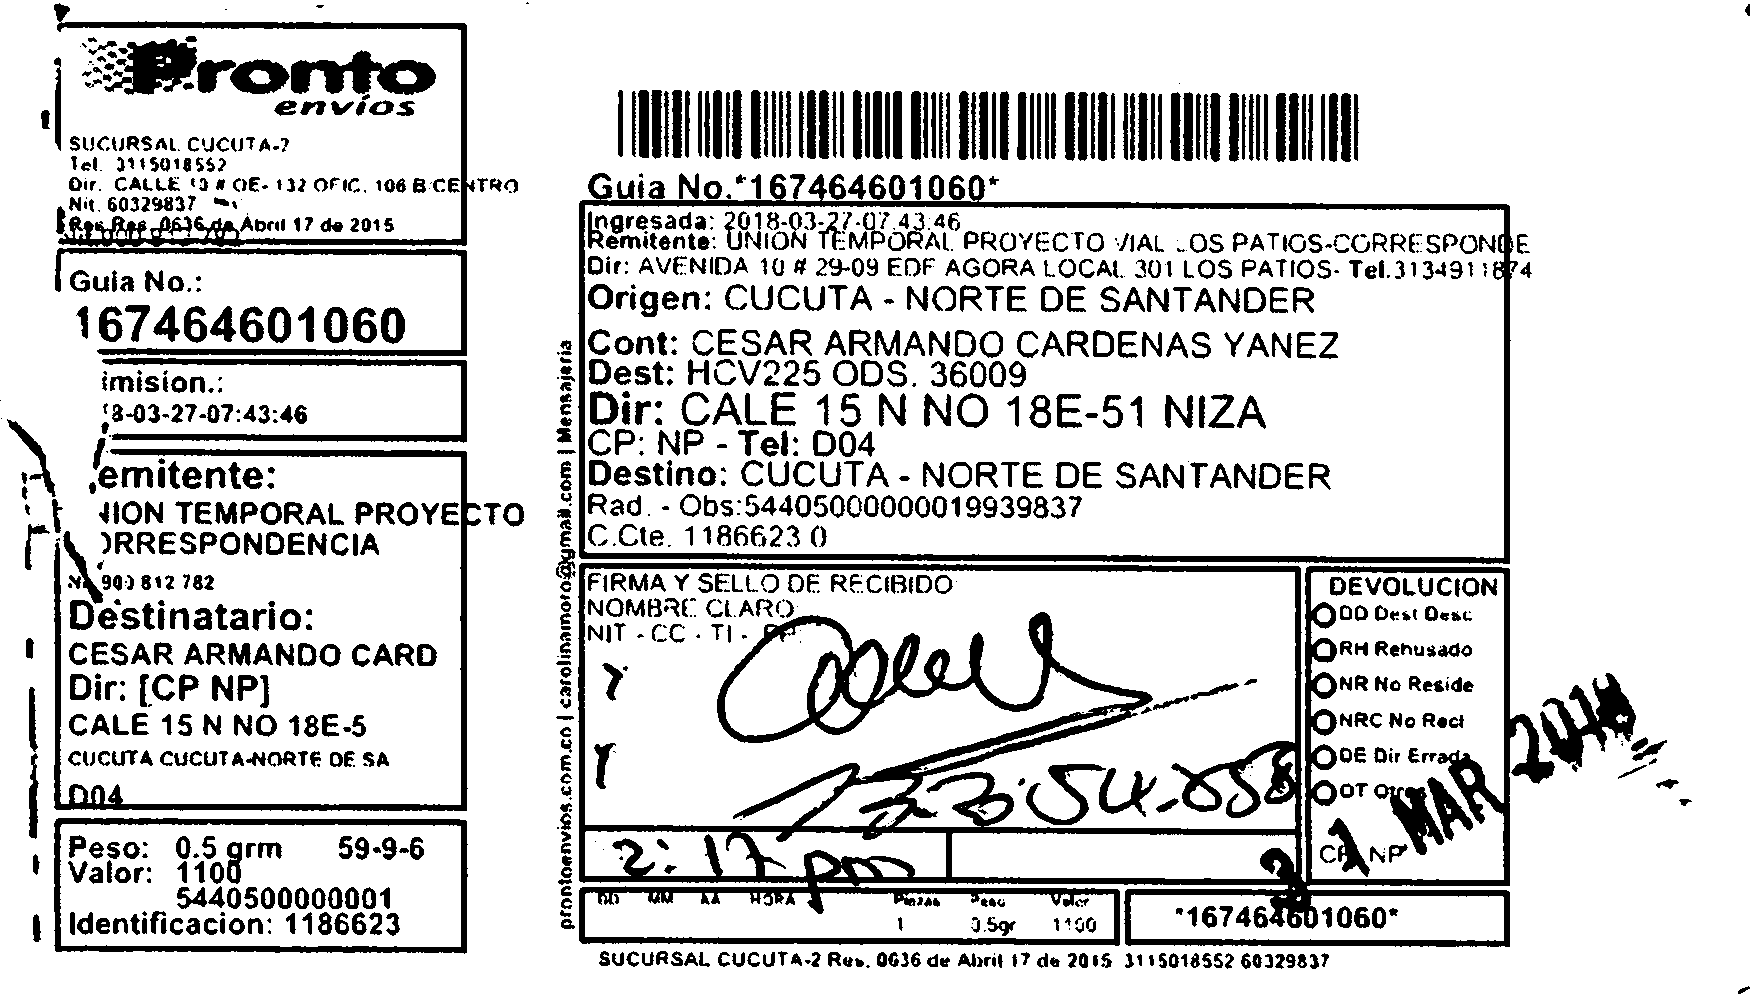 Pronto
envíos
SUCURSAL CUCUTA-2
Tel. 3115018552
Dir. CALLE 13 # OE- 132 OFIC. 106 B/CENTRO
Nit. 60329837
Res Res 0636 de Abril 17 de 2015
Guia No.:
167464601060
imision.:
8-03-27-07:43:46
emitente:
NION TEMPORAL PROYECTO
ORRESPONDENCIA
900 812 782
Destinatario:
CESAR ARMANDO CARD
Dir: [CP NP]
CALE 15 N NO 18E-5
CUCUTA CUCUTA-NORTE DE SA
D04
Peso: 0.5 grm 59-9-6
Valor: 1100
5440500000001
Identificacion: 1186623
prontoenvios.com.co | carolinamoro@gmail.com | Mensajeria
Guia No.*167464601060*
Ingresada: 2018-03-27-07:43:46
Remitente: UNION TEMPORAL PROYECTO VIAL LOS PATIOS-CORRESPONDE
Dir: AVENIDA 10 # 29-09 EDF AGORA LOCAL 301 LOS PATIOS- Tel.3134911874
Origen: CUCUTA - NORTE DE SANTANDER
Cont: CESAR ARMANDO CARDENAS YANEZ
Dest: HCV225 ODS. 36009
Dir: CALE 15 N NO 18E-51 NIZA
CP: NP - Tel: D04
Destino: CUCUTA - NORTE DE SANTANDER
Rad. - Obs:544050000000019939837
C.Cte. 1186623 0
FIRMA Y SELLO DE RECIBIDO
NOMBRE CLARO
NIT - CC - TI -
2:17 pm
DEVOLUCION
DD Dest Desc
RH Rehusado
NR No Reside
NRC No Recl
DE Dir Errada
OT Otros
CP: NP
MAR 2018
DD MM AA HORA Piezas Peso Valor
1 0.5gr 1100
*167464601060*
SUCURSAL CUCUTA-2 Res. 0636 de Abril 17 de 2015 3115018552 60329837